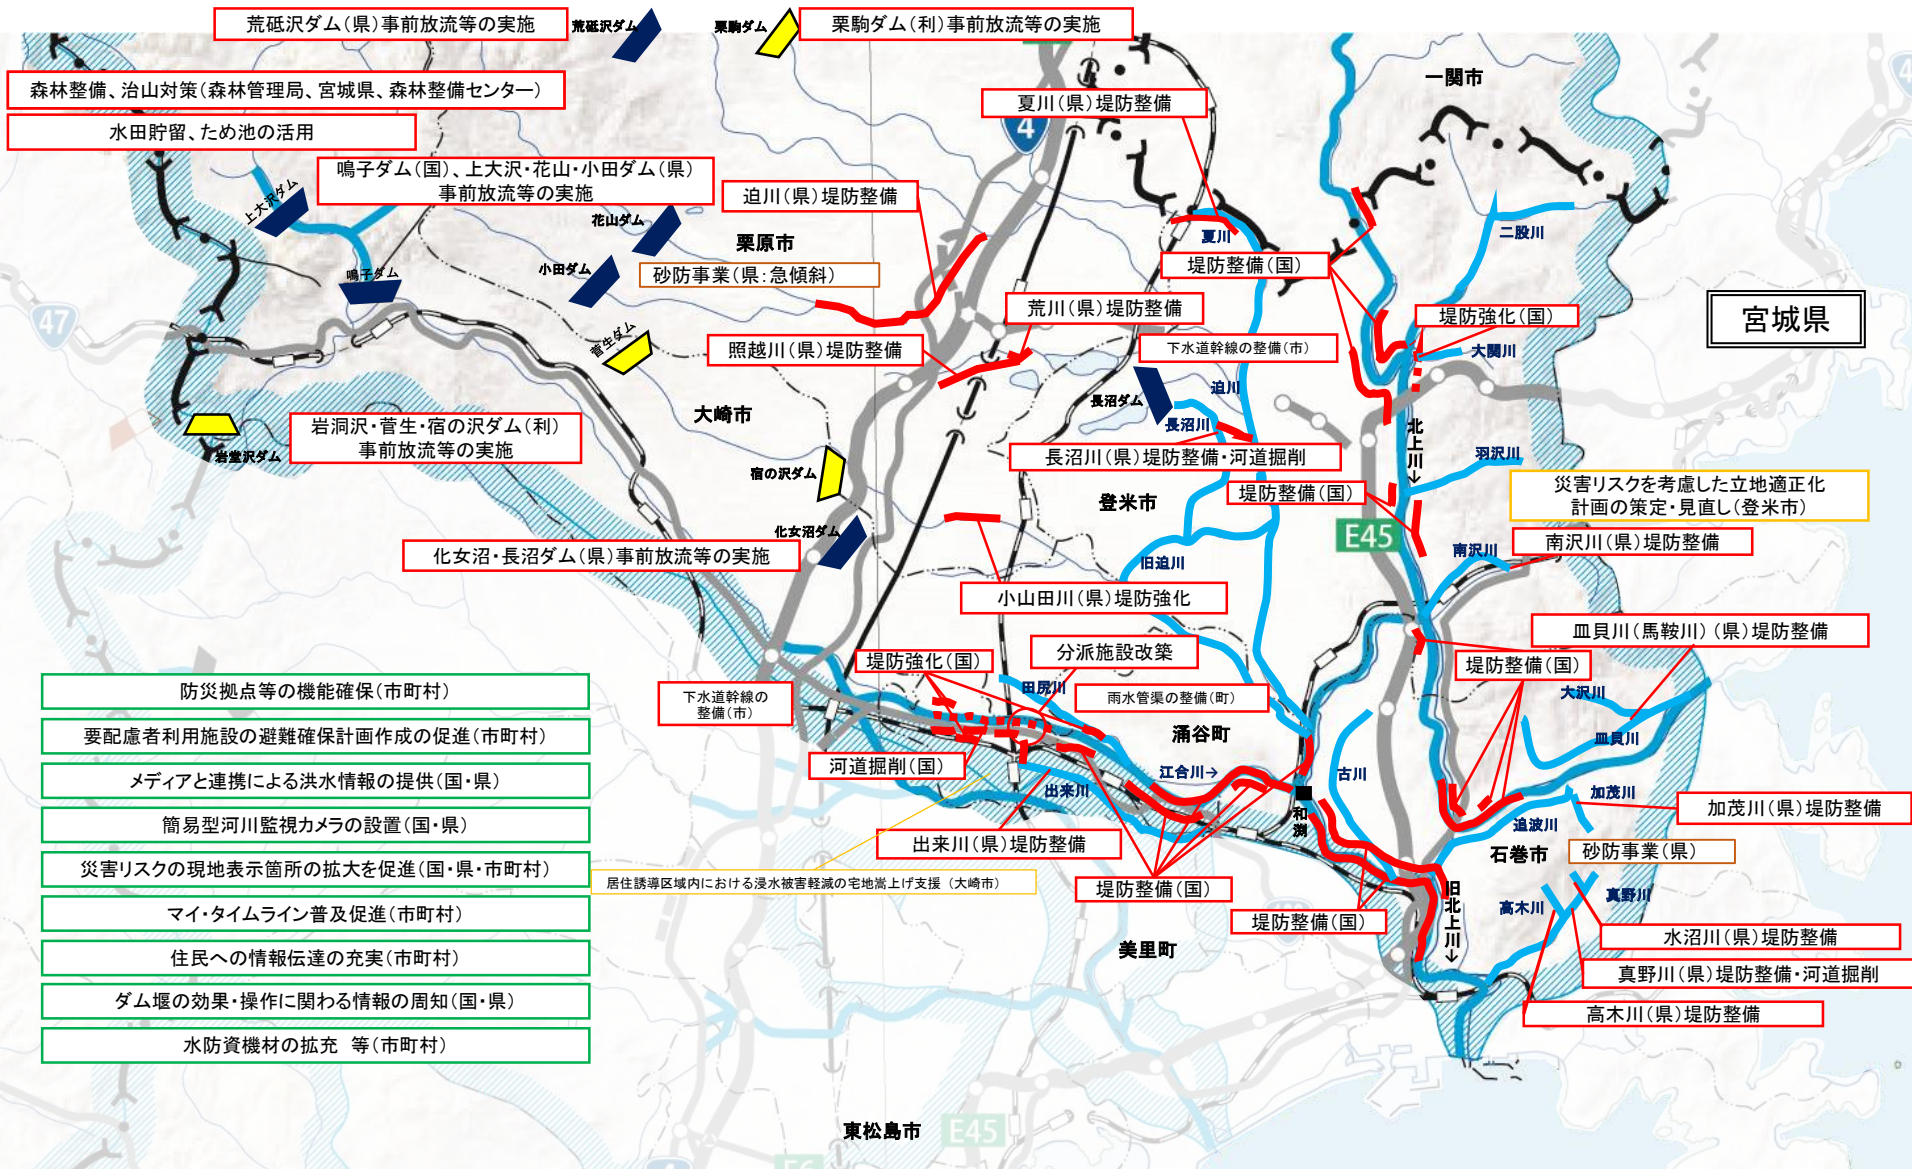 荒砥沢ダム(県)事前放流等の実施
荒砥沢ダム
栗駒ダム
栗駒ダム(利)事前放流等の実施
森林整備、治山対策(森林管理局、宮城県、森林整備センター)
水田貯留、ため池の活用
鳴子ダム(国)、上大沢・花山・小田ダム(県)
事前放流等の実施
上大沢ダム
鳴子ダム
花山ダム
小田ダム
菅生ダム
迫川(県)堤防整備
栗原市
砂防事業(県:急傾斜)
夏川(県)堤防整備
4
一関市
4
夏川
二股川
堤防整備(国)
荒川(県)堤防整備
照越川(県)堤防整備
下水道幹線の整備(市)
堤防強化(国)
大関川
宮城県
47
迫川
長沼ダム
長沼川
大崎市
岩洞沢・菅生・宿の沢ダム(利)
事前放流等の実施
岩堂沢ダム
宿の沢ダム
長沼川(県)堤防整備・河道掘削
北上川→
羽沢川
登米市
堤防整備(国)
災害リスクを考慮した立地適正化
計画の策定・見直し(登米市)
化女沼ダム
化女沼・長沼ダム(県)事前放流等の実施
E45
南沢川
南沢川(県)堤防整備
旧迫川
小山田川(県)堤防強化
皿貝川(馬鞍川)(県)堤防整備
堤防強化(国)
分派施設改築
堤防整備(国)
防災拠点等の機能確保(市町村)
下水道幹線の
整備(市)
田尻川
雨水管渠の整備(町)
大沢川
要配慮者利用施設の避難確保計画作成の促進(市町村)
涌谷町
皿貝川
メディアと連携による洪水情報の提供(国・県)
河道掘削(国)
江合川→
出来川
古川
加茂川
加茂川(県)堤防整備
簡易型河川監視カメラの設置(国・県)
和渕
追波川
出来川(県)堤防整備
石巻市
砂防事業(県)
災害リスクの現地表示箇所の拡大を促進(国・県・市町村)
居住誘導区域内における浸水被害軽減の宅地嵩上げ支援(大崎市)
堤防整備(国)
マイ・タイムライン普及促進(市町村)
堤防整備(国)
旧北上川→
高木川
真野川
水沼川(県)堤防整備
住民への情報伝達の充実(市町村)
美里町
真野川(県)堤防整備・河道掘削
ダム堰の効果・操作に関わる情報の周知(国・県)
高木川(県)堤防整備
水防資機材の拡充 等(市町村)
東松島市
E45
E6